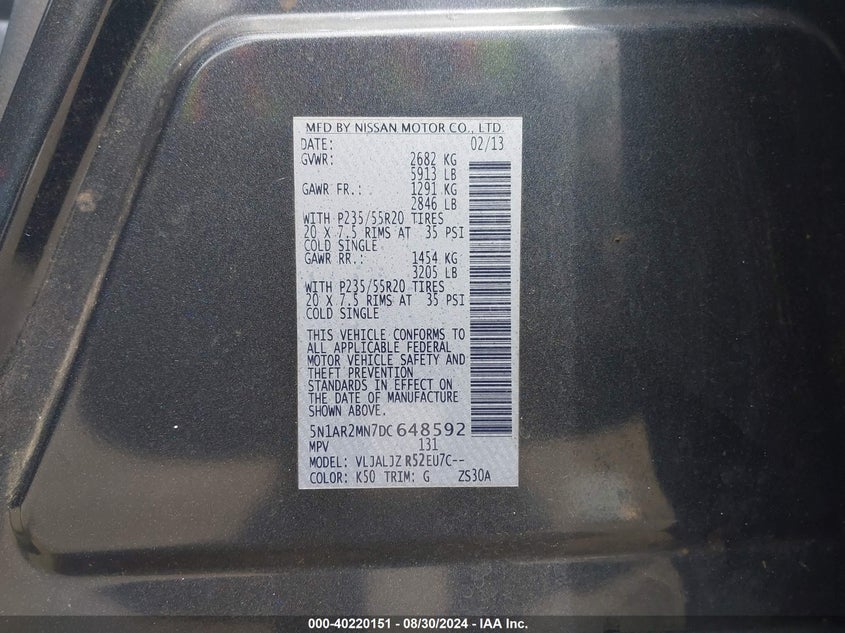 MFD BY NISSAN MOTOR CO., LTD.
DATE: 02/13
GVWR: 2682 KG
5913 LB
GAWR FR.: 1291 KG
2846 LB
WITH P235/55R20 TIRES
20 X 7.5 RIMS AT 35 PSI
COLD SINGLE
GAWR RR.: 1454 KG
3205 LB
WITH P235/55R20 TIRES
20 X 7.5 RIMS AT 35 PSI
COLD SINGLE
THIS VEHICLE CONFORMS TO
ALL APPLICABLE FEDERAL
MOTOR VEHICLE SAFETY AND
THEFT PREVENTION
STANDARDS IN EFFECT ON
THE DATE OF MANUFACTURE
SHOWN ABOVE.
5N1AR2MN7DC648592
MPV 131
MODEL: VLJALJZ R52EU7C--
COLOR: K50 TRIM: G ZS30A
000-40220151 - 08/30/2024 - IAA Inc.